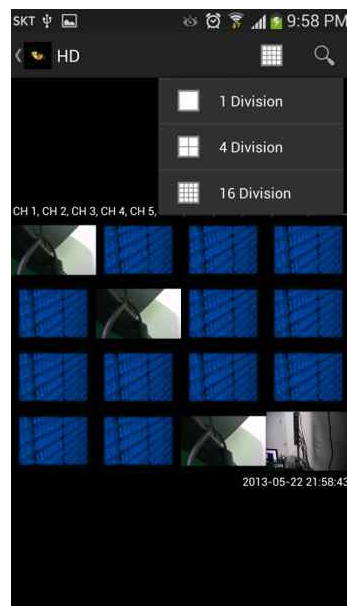 SKT 9:58 PM
HD
1 Division
4 Division
16 Division
CH 1, CH 2, CH 3, CH 4, CH 5,
2013-05-22 21:58:43